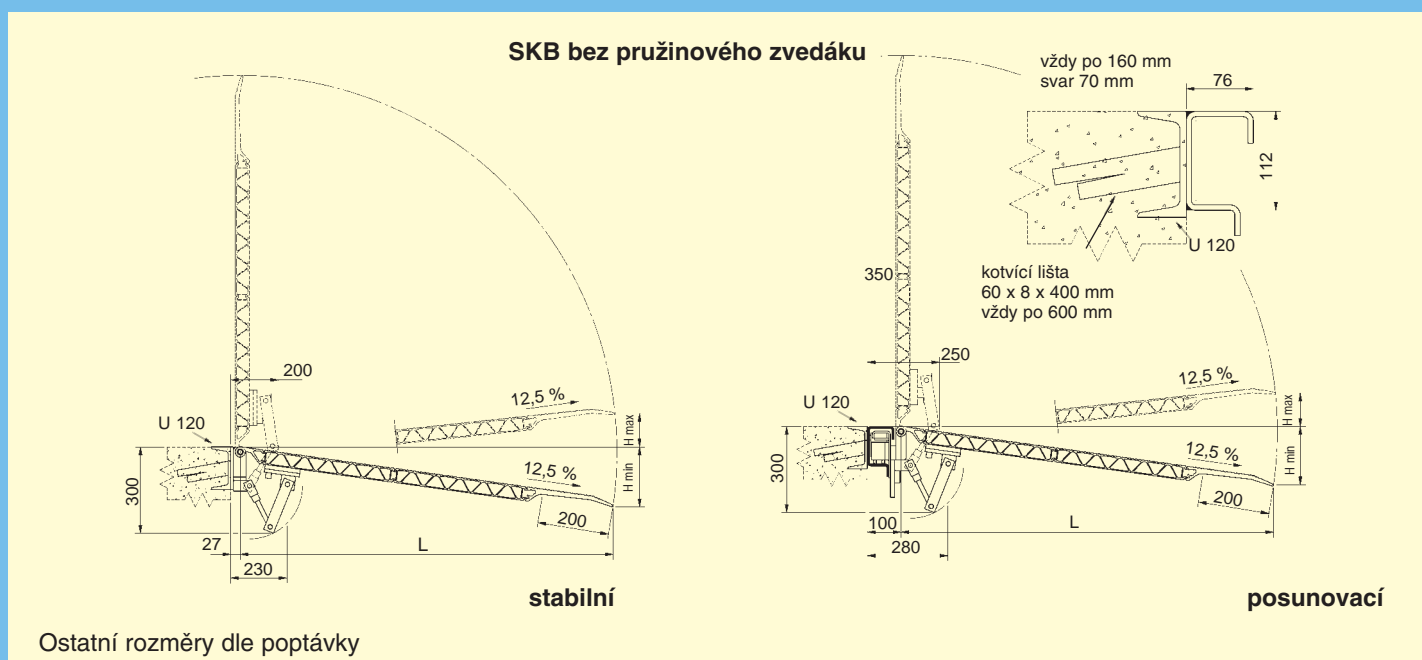 SKB bez pružinového zvedáku
vždy po 160 mm
svar 70 mm
76
112
U 120
kotvící lišta
60 x 8 x 400 mm
vždy po 600 mm
200
12,5 %
H max
U 120
300
12,5 %
H min
200
27
L
230
stabilní
350
250
12,5 %
H max
U 120
300
12,5 %
H min
200
100
L
280
posunovací
Ostatní rozměry dle poptávky